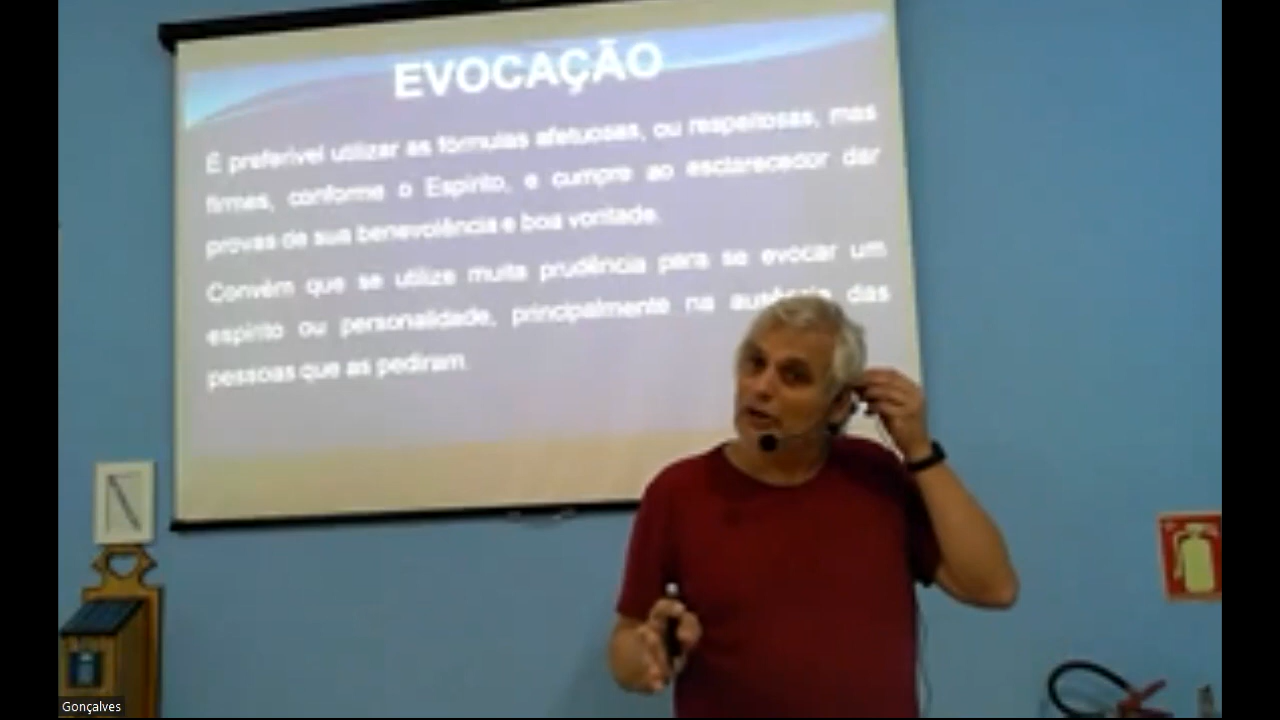 EVOCAÇÃO
É preferível utilizar as fórmulas afetuosas, ou respeitosas, mas
firmes, conforme o Espírito, e cumpre ao esclarecedor dar
provas de sua benevolência e boa vontade.
Convém que se utilize muita prudência para se evocar um
espírito ou personalidade, principalmente na ausência das
pessoas que as pediram.
Gonçalves